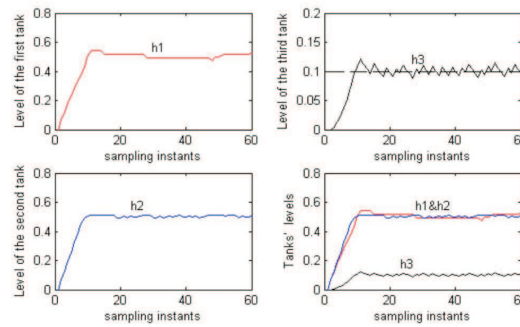 Level of the first tank
0.8
0.6
0.4
0.2
0
h1
0
20
40
60
sampling instants
Level of the third tank
0.2
0.15
0.1
0.05
0
h3
0
20
40
60
sampling instants
Level of the second tank
0.8
0.6
0.4
0.2
0
h2
0
20
40
60
sampling instants
Tanks' levels
0.8
0.6
0.4
0.2
0
h1&h2
h3
0
20
40
60
sampling instants